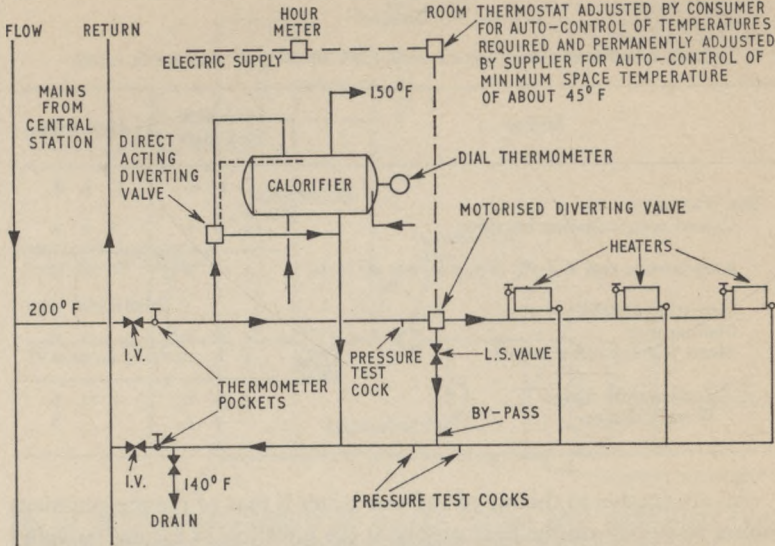 FLOW
RETURN
HOUR
METER
ROOM THERMOSTAT ADJUSTED BY CONSUMER
FOR AUTO-CONTROL OF TEMPERATURES
REQUIRED AND PERMANENTLY ADJUSTED
BY SUPPLIER FOR AUTO-CONTROL OF
MINIMUM SPACE TEMPERATURE
OF ABOUT 45°F
ELECTRIC SUPPLY
MAINS
FROM
CENTRAL
STATION
150°F
DIRECT
ACTING
DIVERTING
VALVE
CALORIFIER
DIAL THERMOMETER
MOTORISED DIVERTING VALVE
HEATERS
200°F
I.V.
THERMOMETER
POCKETS
PRESSURE
TEST
COCK
L.S. VALVE
BY-PASS
I.V.
140°F
DRAIN
PRESSURE TEST COCKS